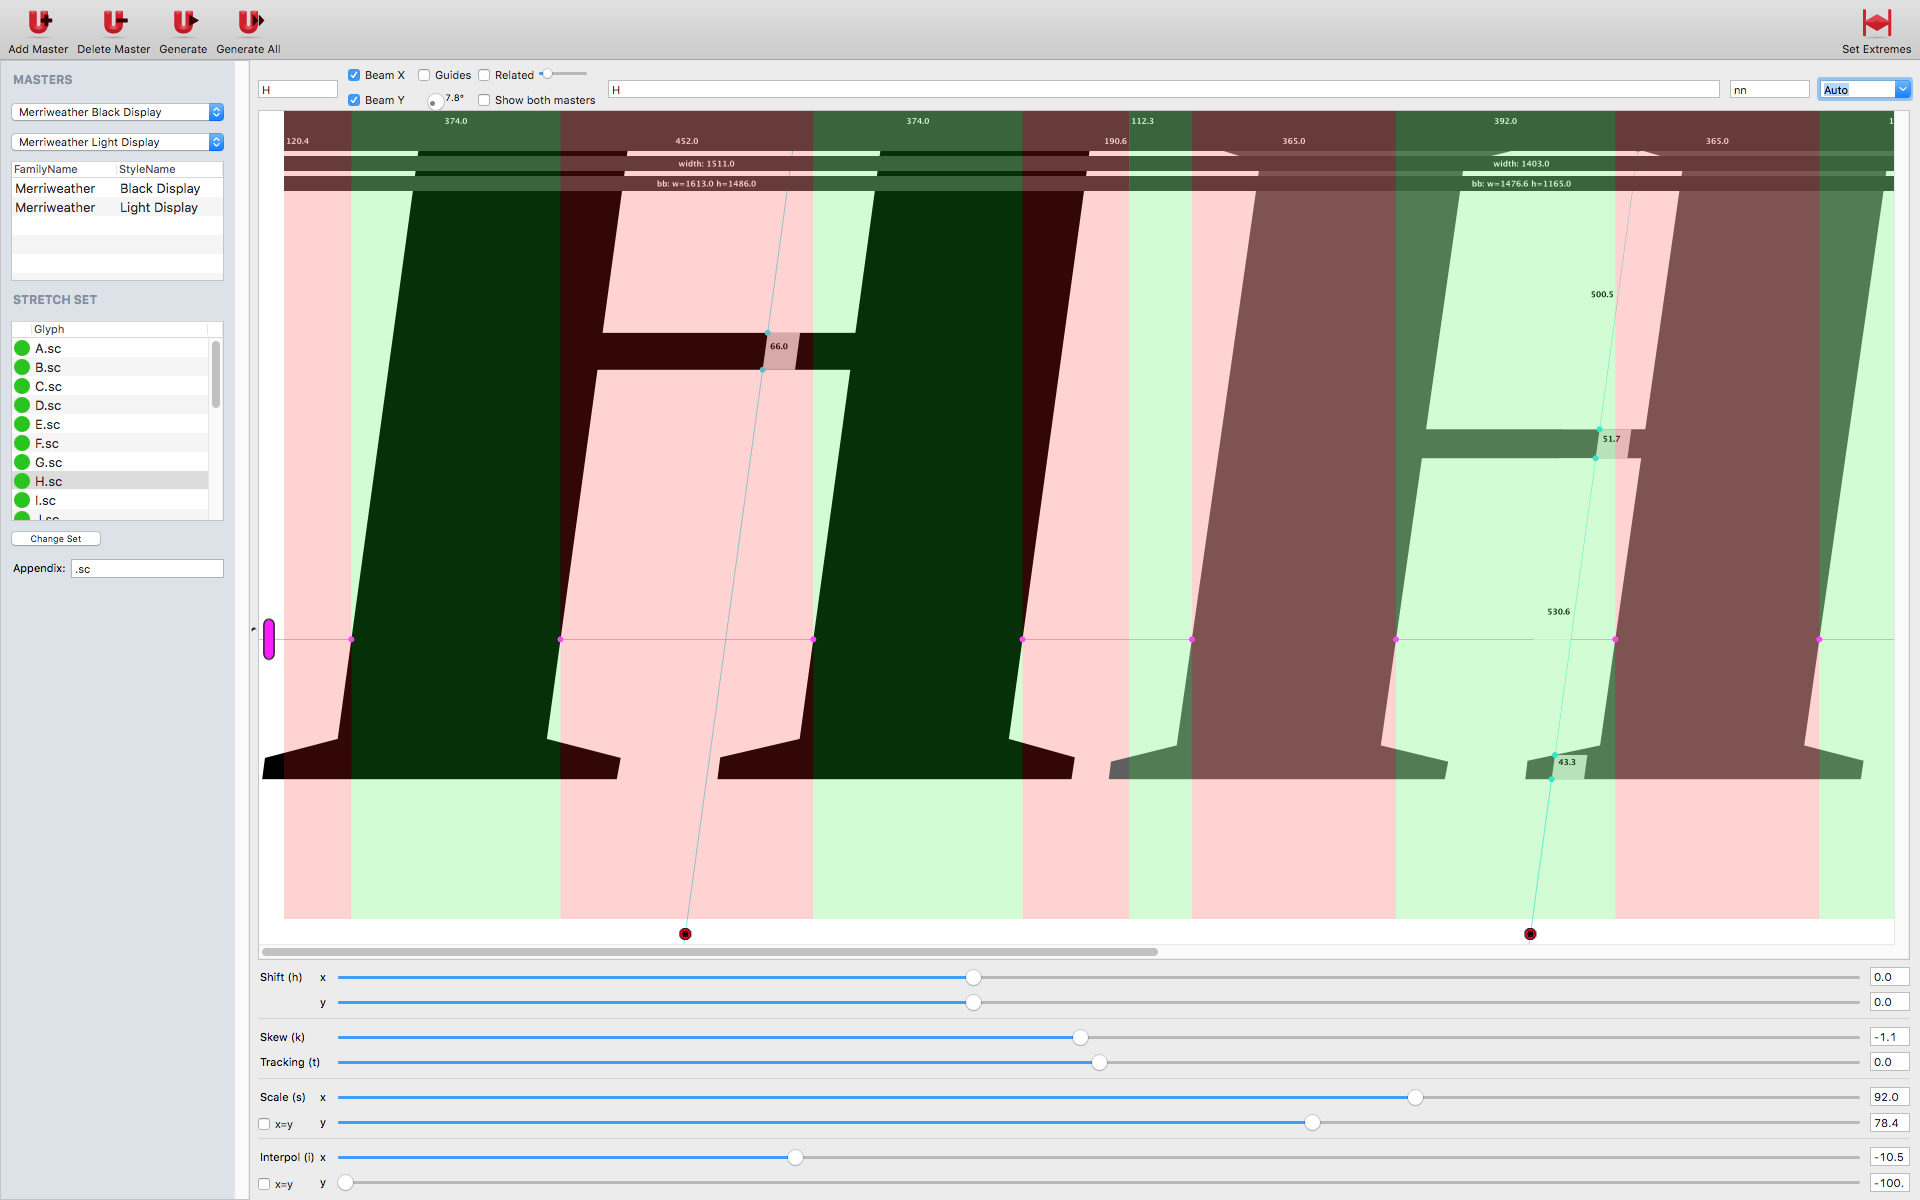 Add Master Delete Master Generate Generate All Set Extremes
MASTERS
Merriweather Black Display
Merriweather Light Display
FamilyName StyleName
Merriweather Black Display
Merriweather Light Display
STRETCH SET
Glyph
A.sc
B.sc
C.sc
D.sc
E.sc
F.sc
G.sc
H.sc
I.sc
J.sc
Change Set
Appendix: .sc
H
Beam X Guides Related
Beam Y 7.8° Show both masters
H
nn
Auto
374.0 374.0 112.3 392.0 1
120.4 452.0 190.6 365.0 365.0
width: 1511.0 width: 1403.0
bb: w=1613.0 h=1486.0 bb: w=1476.6 h=1165.0
500.5
66.0
51.7
530.6
43.3
Shift (h) x 0.0
y 0.0
Skew (k) -1.1
Tracking (t) 0.0
Scale (s) x 92.0
x=y y 78.4
Interpol (i) x -10.5
x=y y -100.